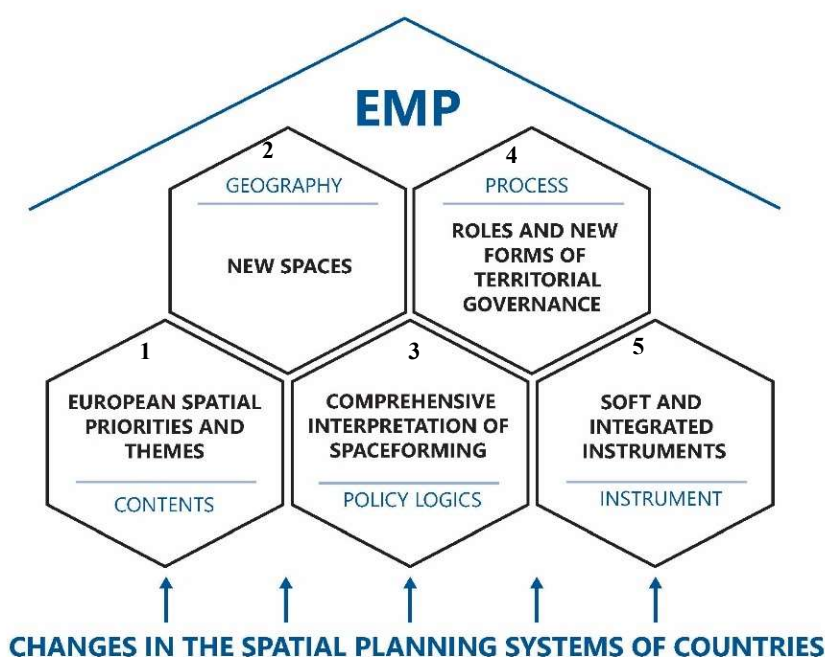 EMP
2
GEOGRAPHY
NEW SPACES
4
PROCESS
ROLES AND NEW
FORMS OF
TERRITORIAL
GOVERNANCE
1
EUROPEAN SPATIAL
PRIORITIES AND
THEMES
CONTENTS
3
COMPREHENSIVE
INTERPRETATION OF
SPACEFORMING
POLICY LOGICS
5
SOFT AND
INTEGRATED
INSTRUMENTS
INSTRUMENT
CHANGES IN THE SPATIAL PLANNING SYSTEMS OF COUNTRIES